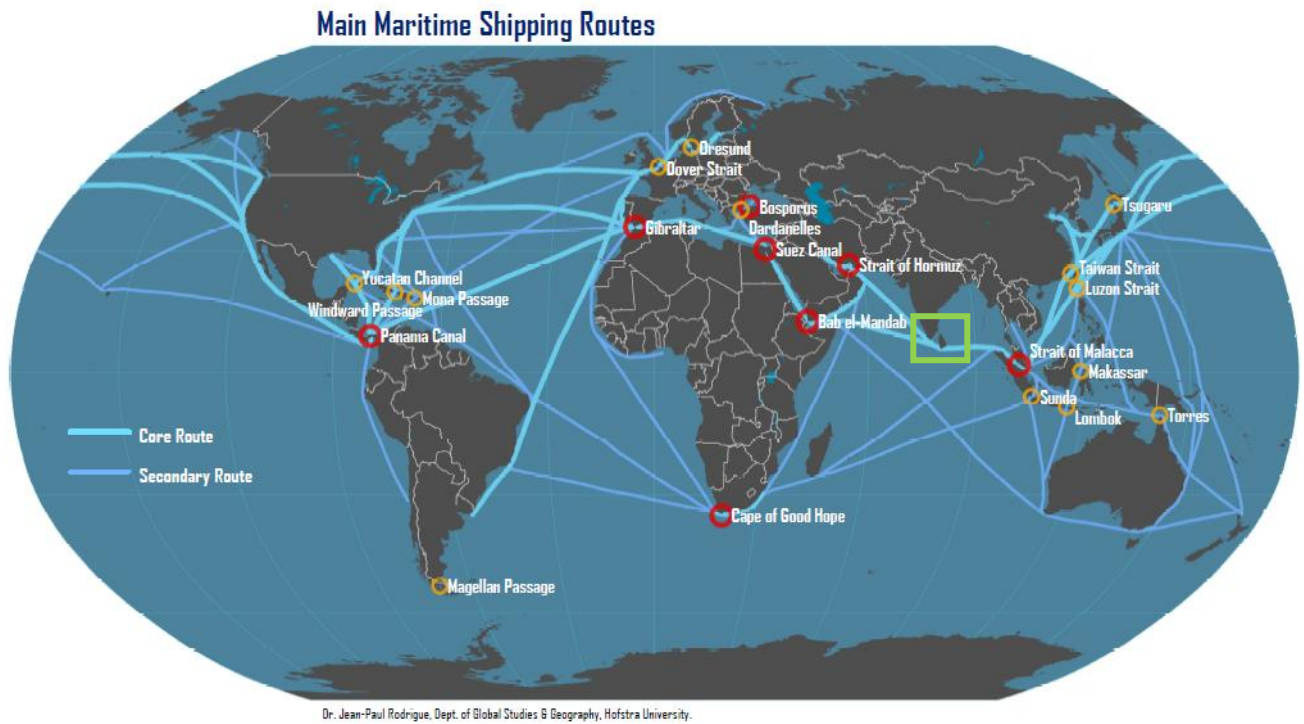 Main Maritime Shipping Routes
Oresund
Dover Strait
Bosporus
Tsugaru
Gibraltar
Dardanelles
Suez Canal
Strait of Hormuz
Taiwan Strait
Yucatan Channel
Luzon Strait
Mona Passage
Windward Passage
Bab el-Mandab
Panama Canal
Strait of Malacca
Makassar
Sunda
Lombok
Torres
Core Route
Secondary Route
Cape of Good Hope
Magellan Passage
Dr. Jean-Paul Rodrigue, Dept. of Global Studies & Geography, Hofstra University.